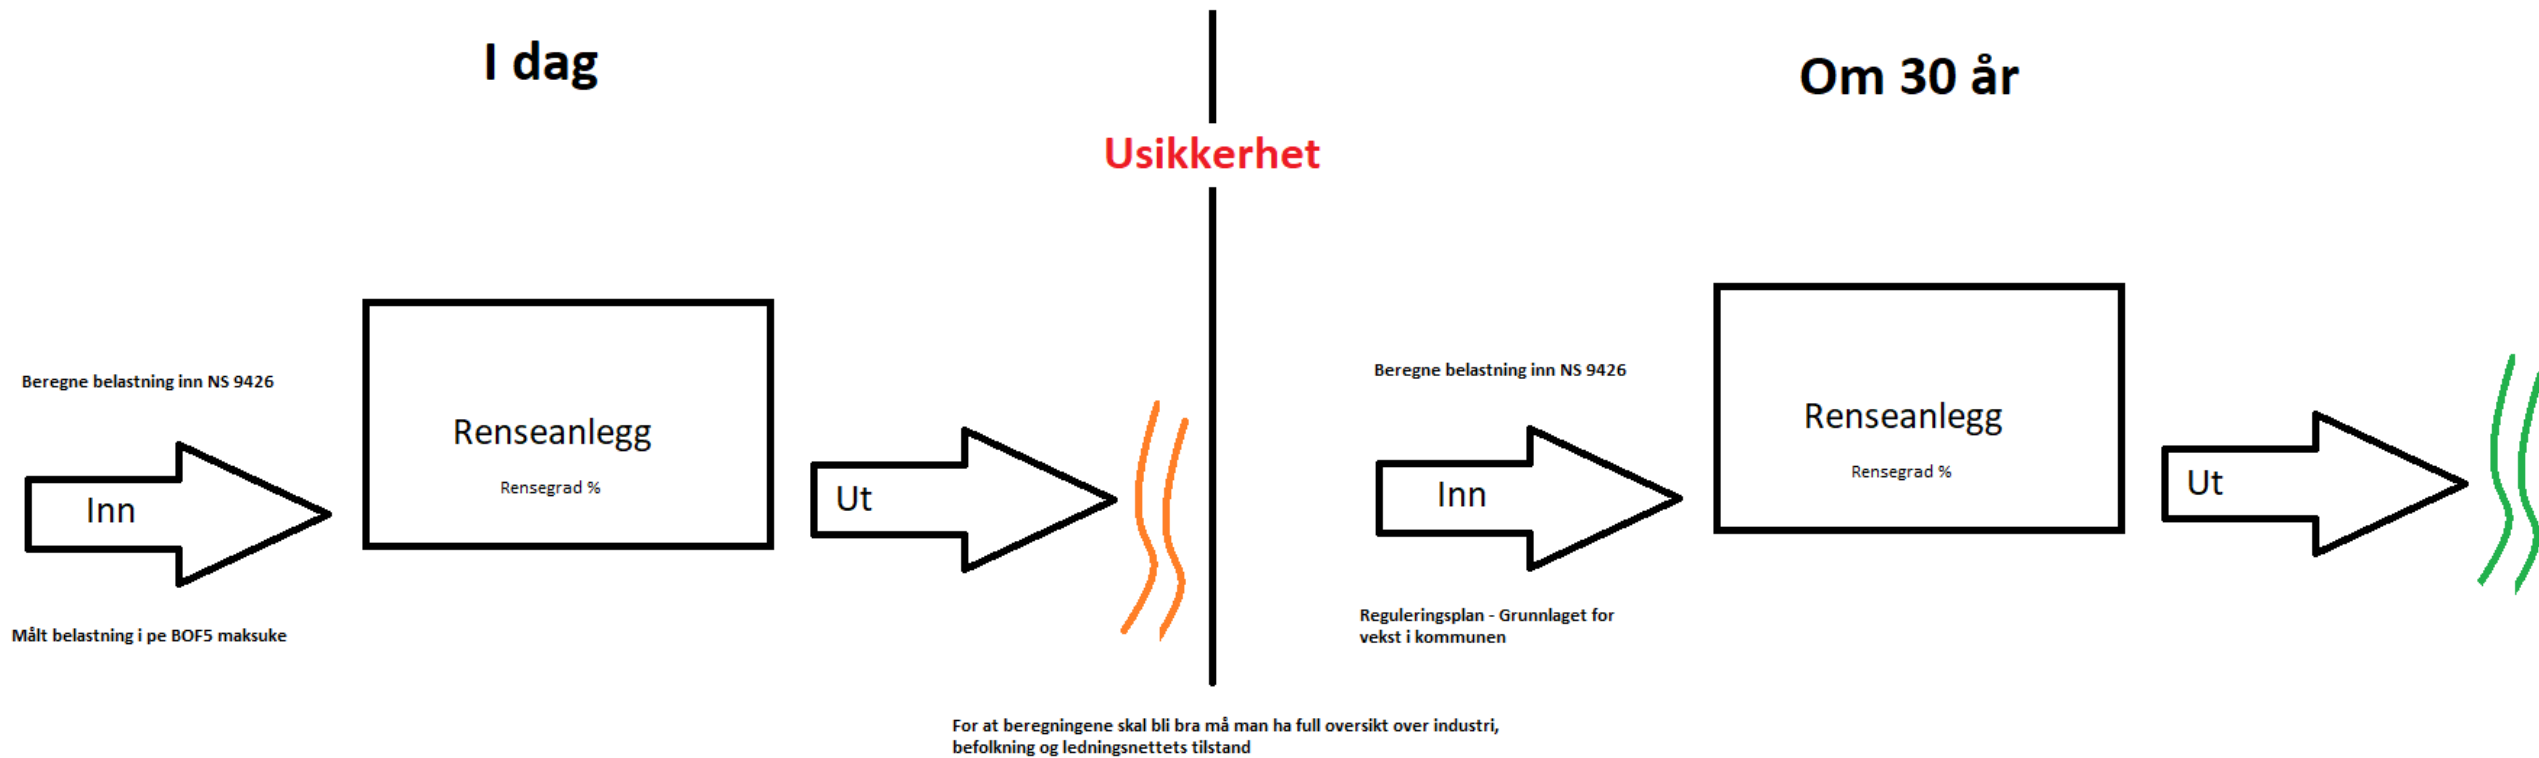 I dag
Om 30 år
Usikkerhet
Beregne belastning inn NS 9426
Renseanlegg
Rensegrad %
Inn
Ut
Målt belastning i pe BOF5 maksuke
Beregne belastning inn NS 9426
Renseanlegg
Rensegrad %
Inn
Ut
Reguleringsplan - Grunnlaget for
vekst i kommunen
For at beregningene skal bli bra må man ha full oversikt over industri,
befolkning og ledningsnettets tilstand